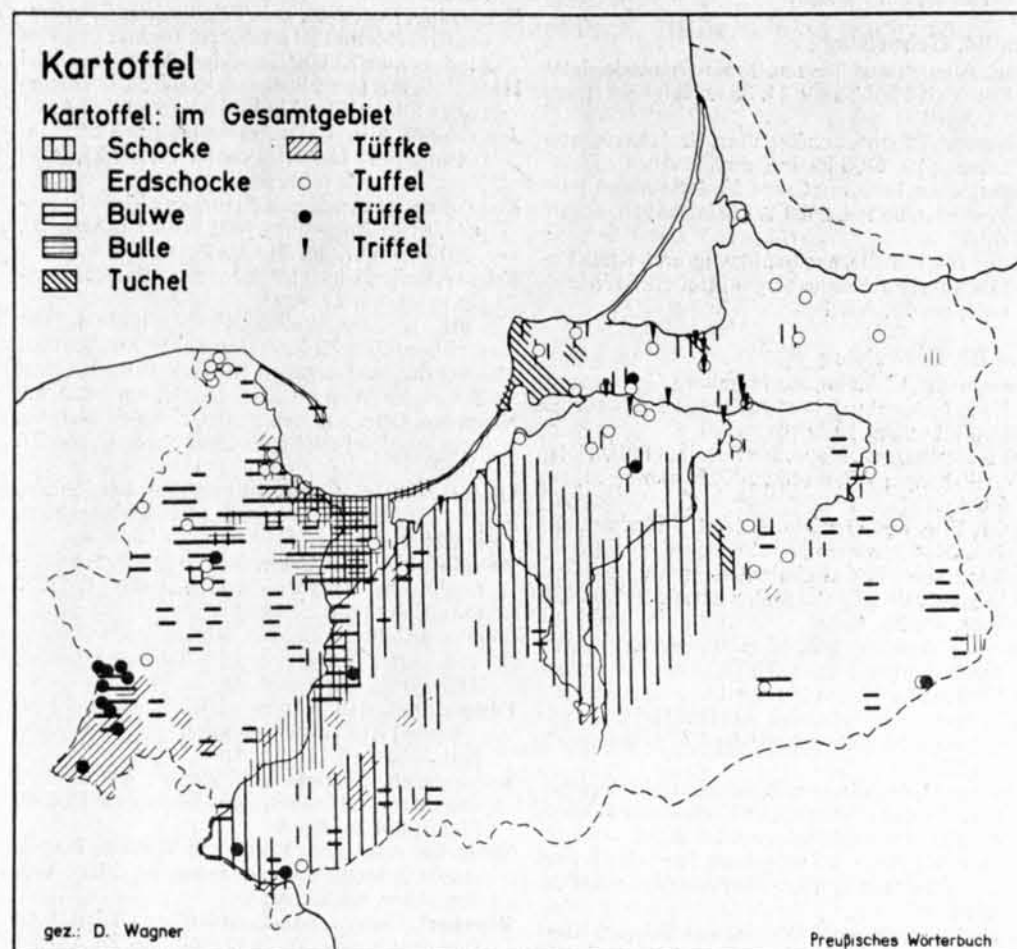 Kartoffel
Kartoffel: im Gesamtgebiet
Schocke
Erdschocke
Bulwe
Bulle
Tuchel
Tüffke
Tuffel
Tüffel
Triffel
gez.: D. Wagner
Preußisches Wörterbuch